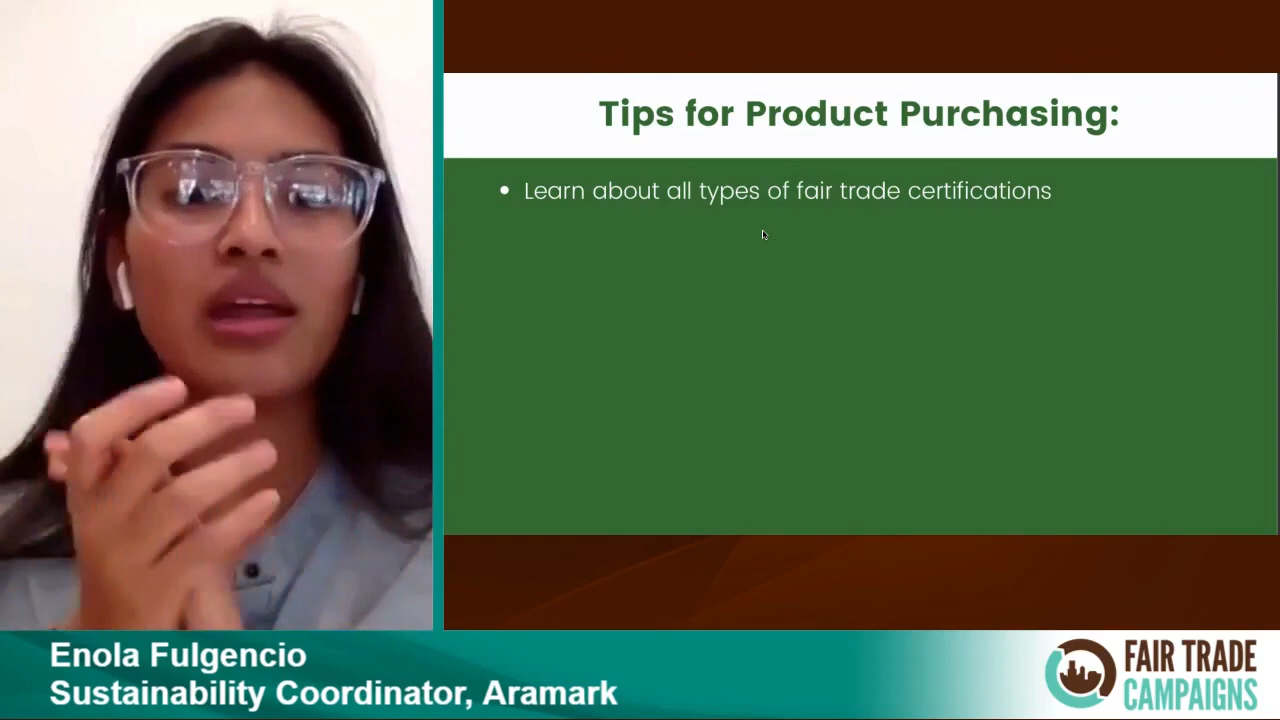 Tips for Product Purchasing:
• Learn about all types of fair trade certifications
Enola Fulgencio
Sustainability Coordinator, Aramark
FAIR TRADE
CAMPAIGNS